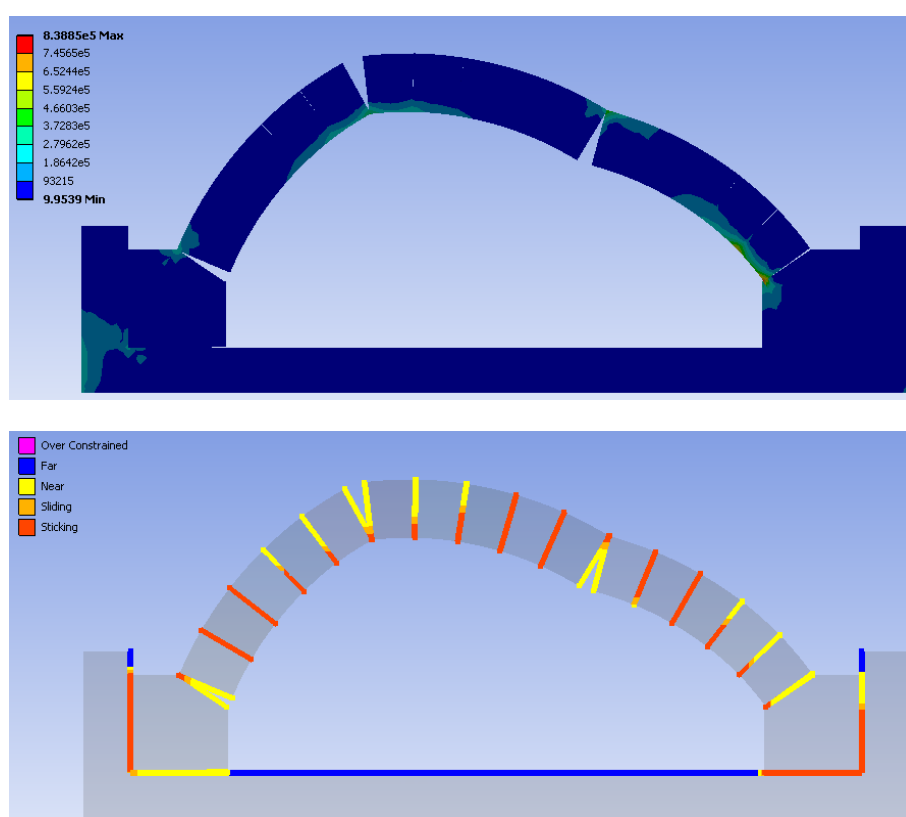 8.3885e5 Max
7.4565e5
6.5244e5
5.5924e5
4.6603e5
3.7283e5
2.7962e5
1.8642e5
93215
9.9539 Min
Over Constrained
Far
Near
Sliding
Sticking